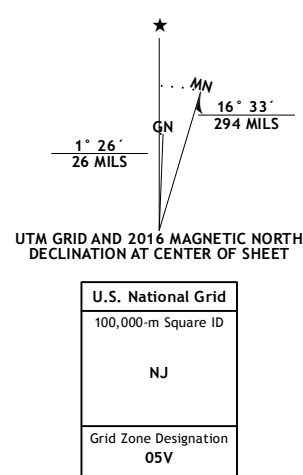 ★
MN
GN
16° 33´
294 MILS
1° 26´
26 MILS
UTM GRID AND 2016 MAGNETIC NORTH
DECLINATION AT CENTER OF SHEET
U.S. National Grid
100,000-m Square ID
NJ
Grid Zone Designation
05V